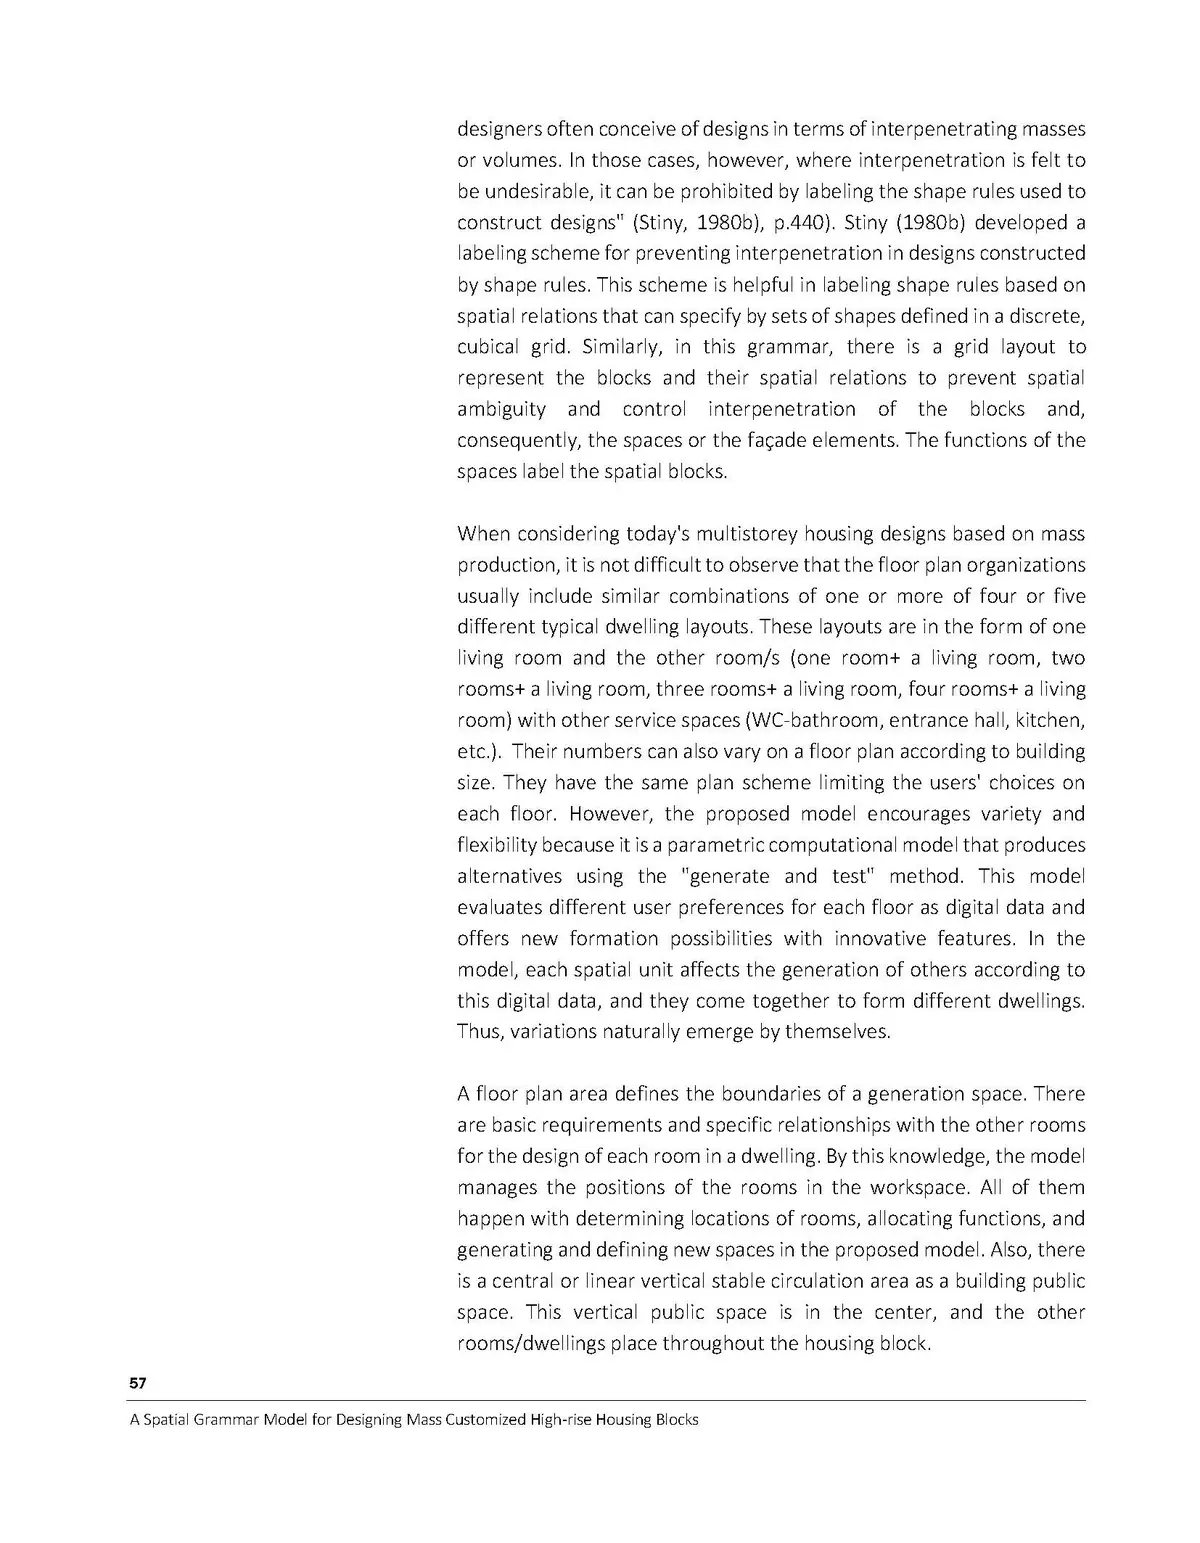 designers often conceive of designs in terms of interpenetrating masses
or volumes. In those cases, however, where interpenetration is felt to
be undesirable, it can be prohibited by labeling the shape rules used to
construct designs" (Stiny, 1980b), p.440). Stiny (1980b) developed a
labeling scheme for preventing interpenetration in designs constructed
by shape rules. This scheme is helpful in labeling shape rules based on
spatial relations that can specify by sets of shapes defined in a discrete,
cubical grid. Similarly, in this grammar, there is a grid layout to
represent the blocks and their spatial relations to prevent spatial
ambiguity and control interpenetration of the blocks and,
consequently, the spaces or the façade elements. The functions of the
spaces label the spatial blocks.

When considering today's multistorey housing designs based on mass
production, it is not difficult to observe that the floor plan organizations
usually include similar combinations of one or more of four or five
different typical dwelling layouts. These layouts are in the form of one
living room and the other room/s (one room+ a living room, two
rooms+ a living room, three rooms+ a living room, four rooms+ a living
room) with other service spaces (WC-bathroom, entrance hall, kitchen,
etc.).  Their numbers can also vary on a floor plan according to building
size. They have the same plan scheme limiting the users' choices on
each floor. However, the proposed model encourages variety and
flexibility because it is a parametric computational model that produces
alternatives using the "generate and test" method. This model
evaluates different user preferences for each floor as digital data and
offers new formation possibilities with innovative features. In the
model, each spatial unit affects the generation of others according to
this digital data, and they come together to form different dwellings.
Thus, variations naturally emerge by themselves.

A floor plan area defines the boundaries of a generation space. There
are basic requirements and specific relationships with the other rooms
for the design of each room in a dwelling. By this knowledge, the model
manages the positions of the rooms in the workspace. All of them
happen with determining locations of rooms, allocating functions, and
generating and defining new spaces in the proposed model. Also, there
is a central or linear vertical stable circulation area as a building public
space. This vertical public space is in the center, and the other
rooms/dwellings place throughout the housing block.
57
A Spatial Grammar Model for Designing Mass Customized High-rise Housing Blocks